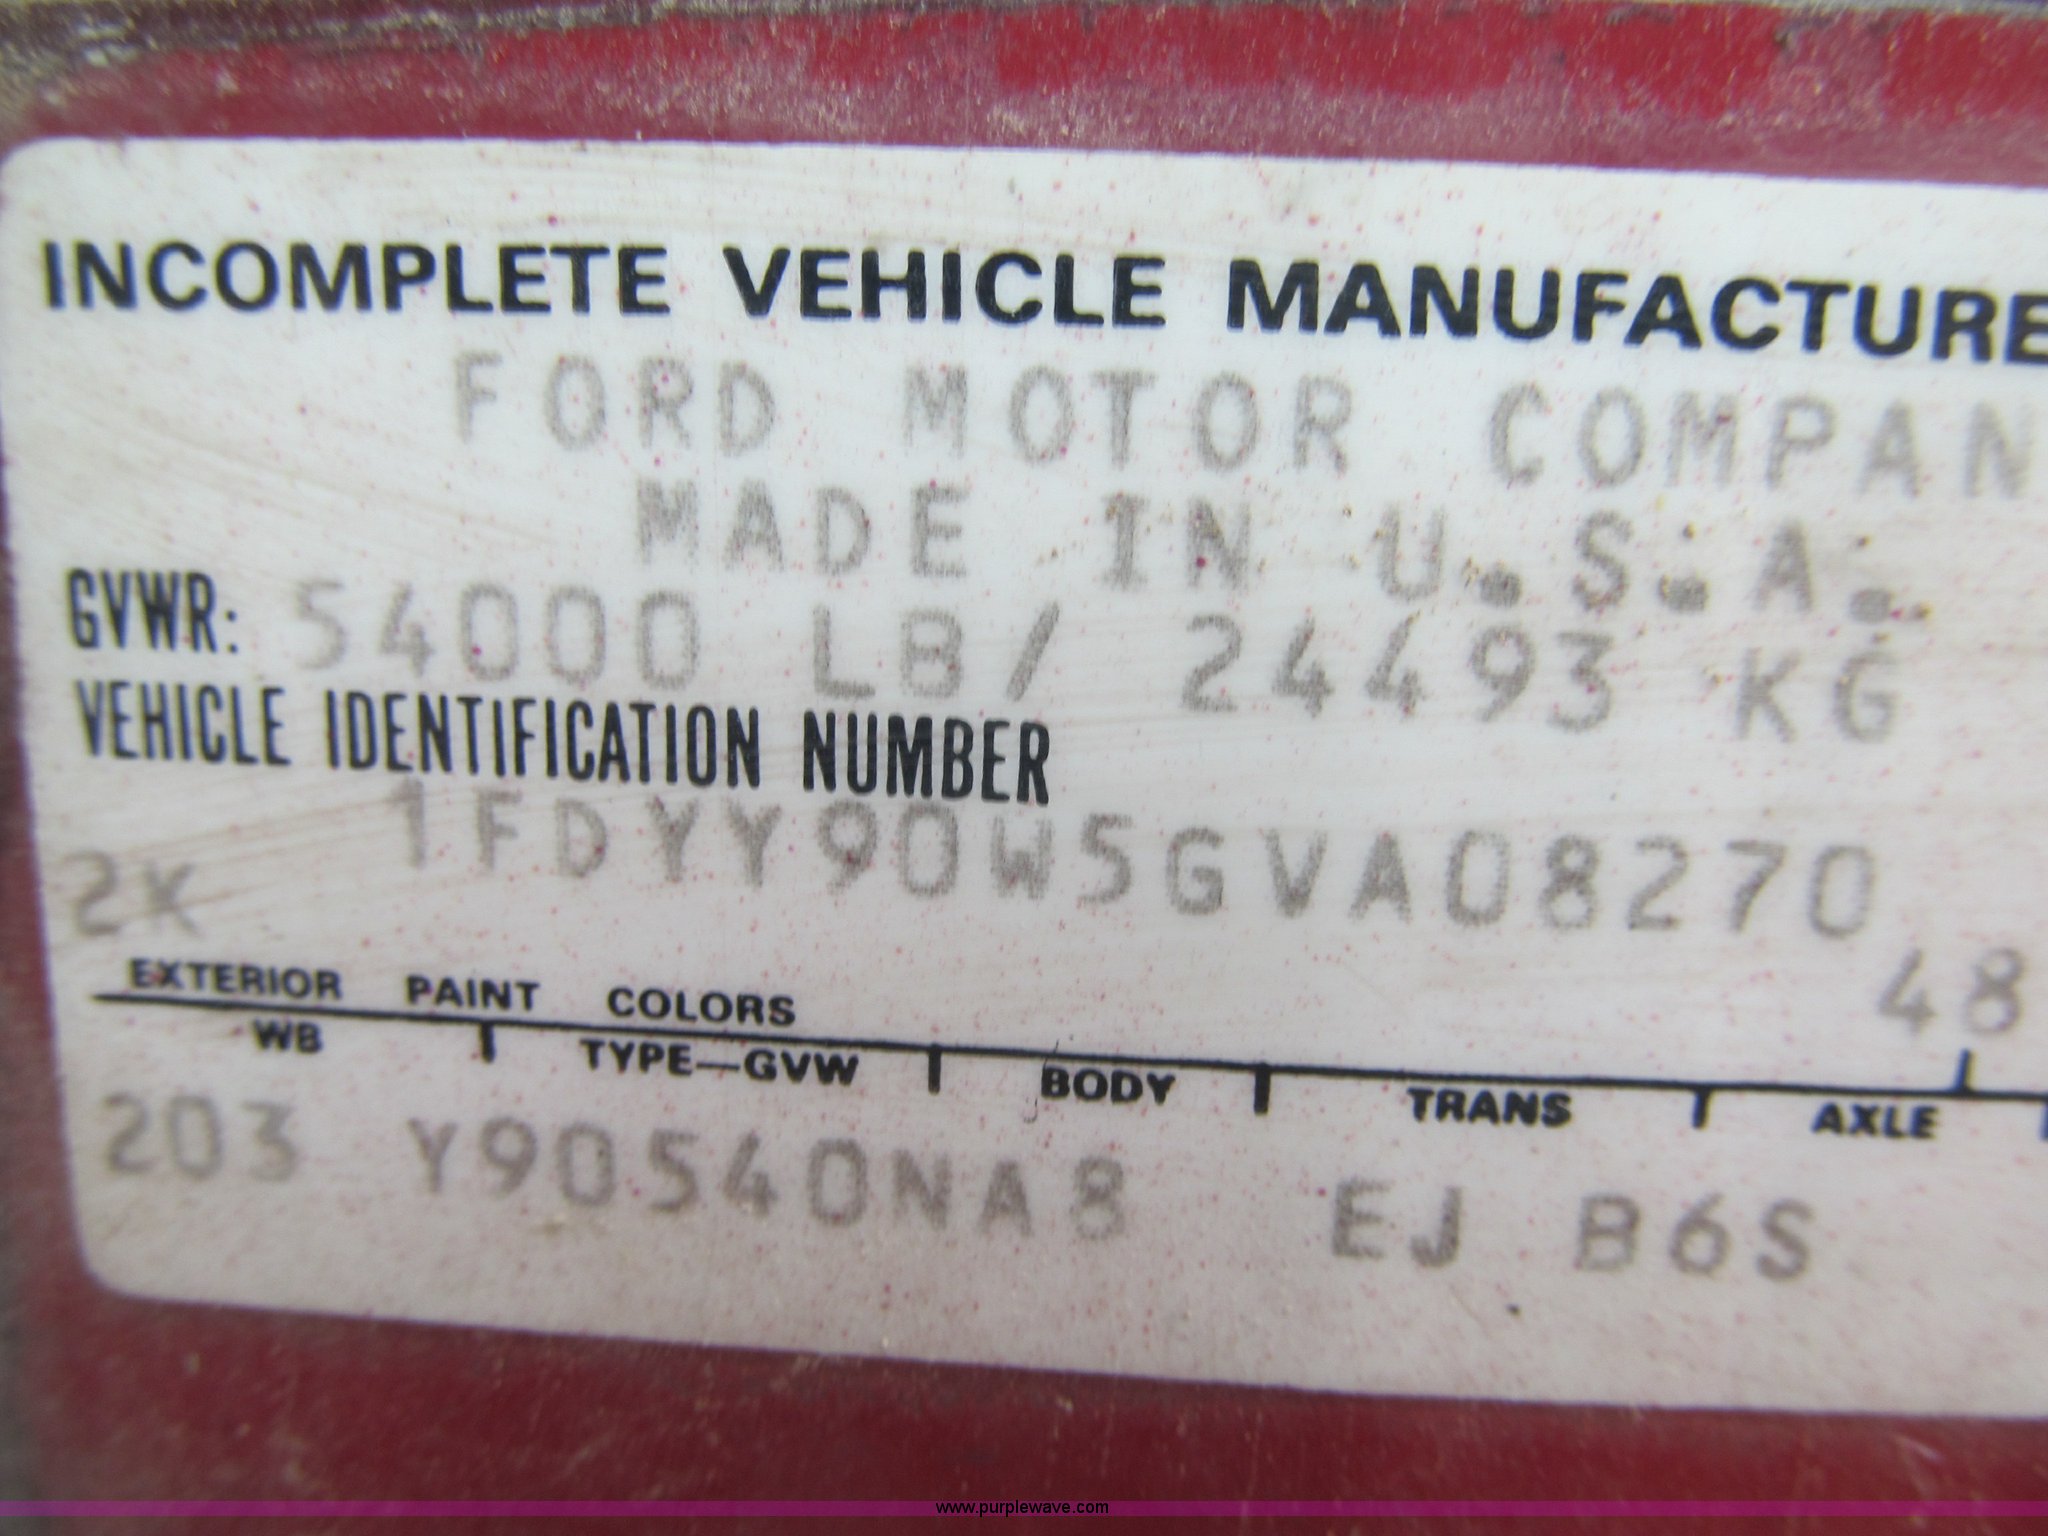 INCOMPLETE VEHICLE MANUFACTURE
FORD MOTOR COMPAN
MADE IN U.S.A.
GVWR: 54000 LB/ 24493 KG
VEHICLE IDENTIFICATION NUMBER
1FDYY90W5GVA08270
2K
48
EXTERIOR PAINT COLORS
WB TYPE—GVW BODY TRANS AXLE
203 Y90540NA8 EJ B6S
www.purplewave.com